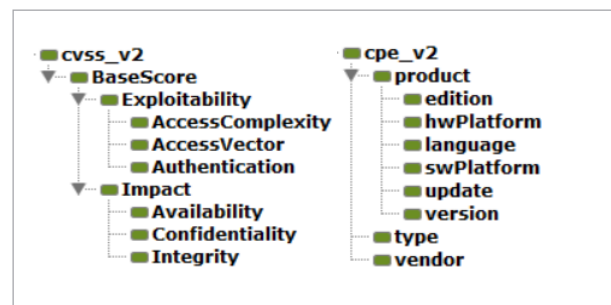 cvss_v2
BaseScore
Exploitability
AccessComplexity
AccessVector
Authentication
Impact
Availability
Confidentiality
Integrity
cpe_v2
product
edition
hwPlatform
language
swPlatform
update
version
type
vendor